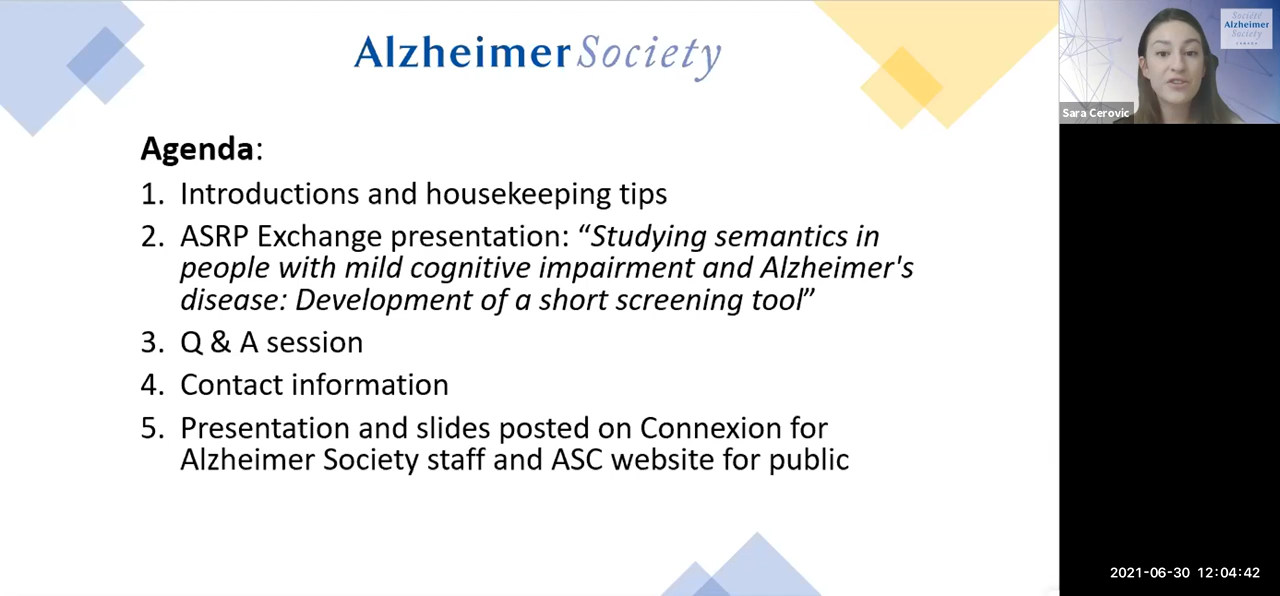 Alzheimer Society
Agenda:
1. Introductions and housekeeping tips
2. ASRP Exchange presentation: “Studying semantics in
people with mild cognitive impairment and Alzheimer's
disease: Development of a short screening tool”
3. Q & A session
4. Contact information
5. Presentation and slides posted on Connexion for
Alzheimer Society staff and ASC website for public
Société
Alzheimer
Society
CANADA
Sara Cerovic
2021-06-30 12:04:42